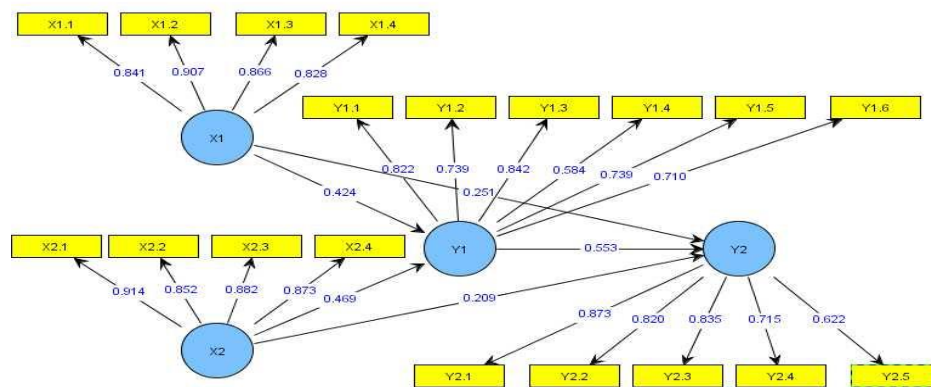 X1.1 X1.2 X1.3 X1.4
0.841 0.907 0.866 0.828
Y1.1 Y1.2 Y1.3 Y1.4 Y1.5 Y1.6
X1
0.822 0.739 0.842 0.584 0.739 0.710
0.424 0.251
X2.1 X2.2 X2.3 X2.4
Y1 0.553 Y2
0.914 0.852 0.882 0.873 0.469 0.209
0.873 0.820 0.835 0.715 0.622
X2
Y2.1 Y2.2 Y2.3 Y2.4 Y2.5